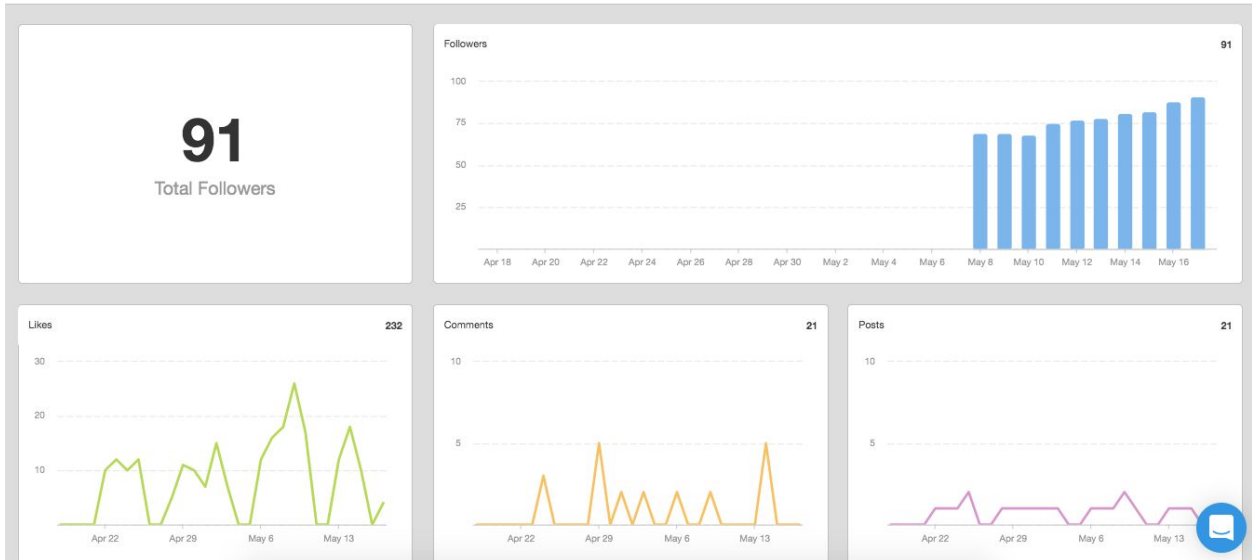 91
Total Followers
Followers 91
100
75
50
25
Apr 18 Apr 20 Apr 22 Apr 24 Apr 26 Apr 28 Apr 30 May 2 May 4 May 6 May 8 May 10 May 12 May 14 May 16
Likes 232
30
20
10
Apr 22 Apr 29 May 6 May 13
Comments 21
10
5
Apr 22 Apr 29 May 6 May 13
Posts 21
10
5
Apr 22 Apr 29 May 6 May 13